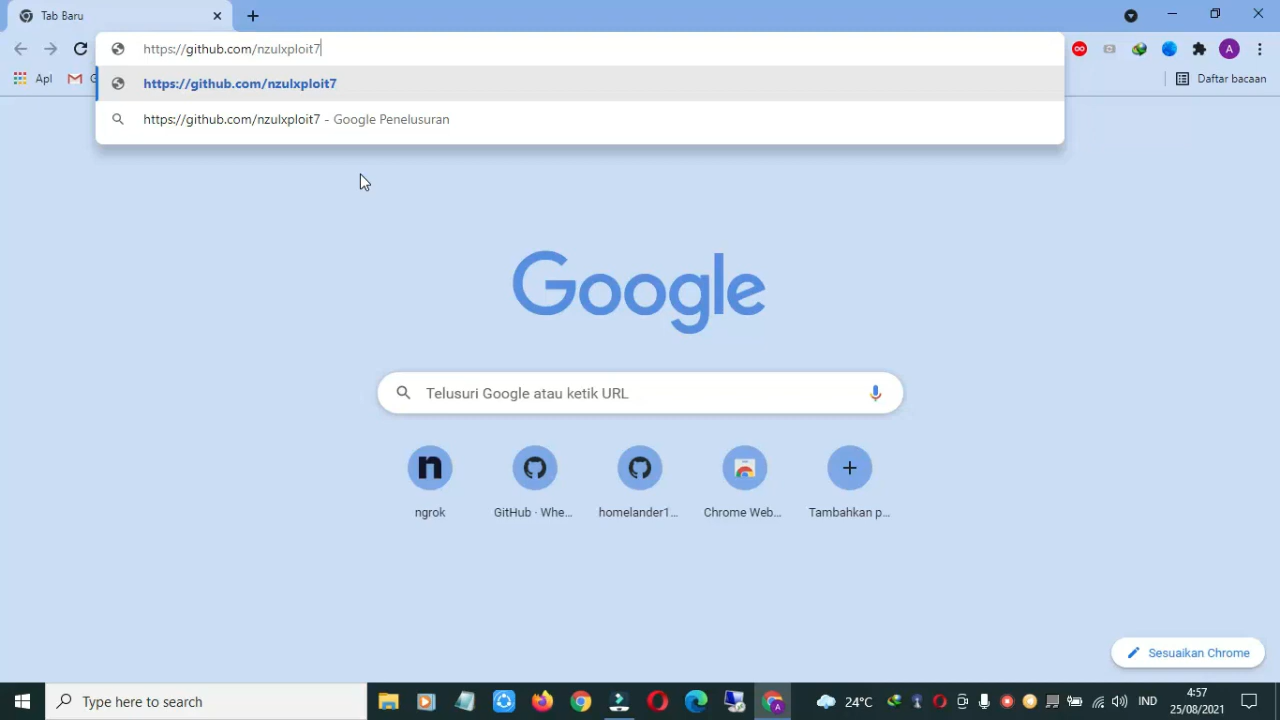 Tab Baru
https://github.com/nzulxploit7
Apl
https://github.com/nzulxploit7
Daftar bacaan
https://github.com/nzulxploit7 - Google Penelusuran
Google
Telusuri Google atau ketik URL
n
ngrok
GitHub · Whe...
homelander1...
Chrome Web...
Tambahkan p...
Sesuaikan Chrome
Type here to search
24°C
IND
4:57
25/08/2021